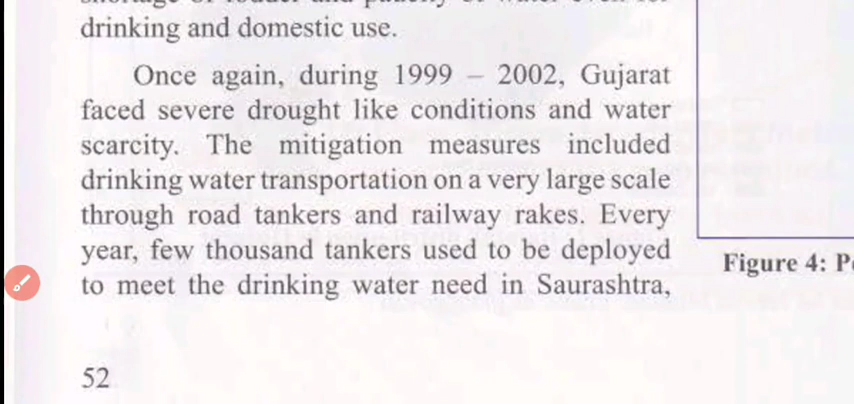 drinking and domestic use.
Once again, during 1999 – 2002, Gujarat
faced severe drought like conditions and water
scarcity. The mitigation measures included
drinking water transportation on a very large scale
through road tankers and railway rakes. Every
year, few thousand tankers used to be deployed
to meet the drinking water need in Saurashtra,
Figure 4:
52